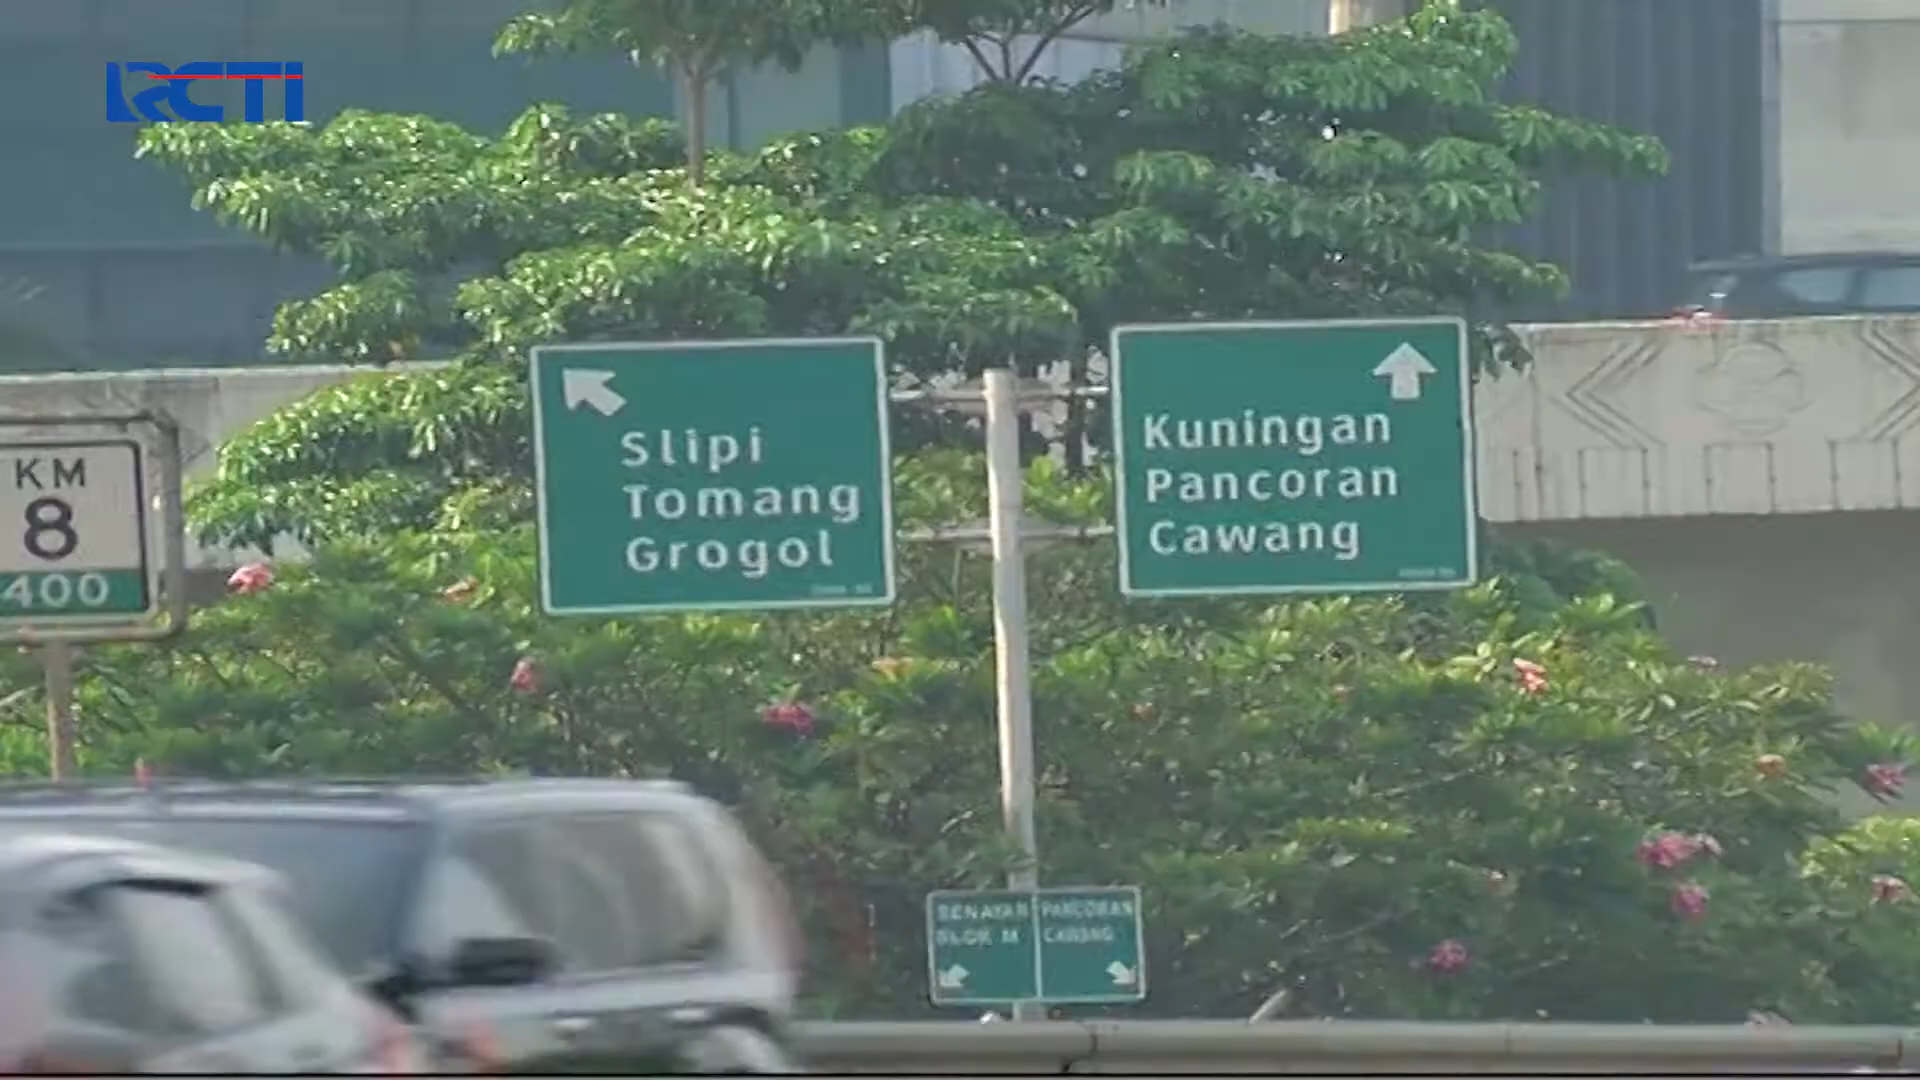 RCTI
KM
8
400
Slipi
Tomang
Grogol
Kuningan
Pancoran
Cawang
SENAYAN
BLOK M
PANCORAN
CAWANG